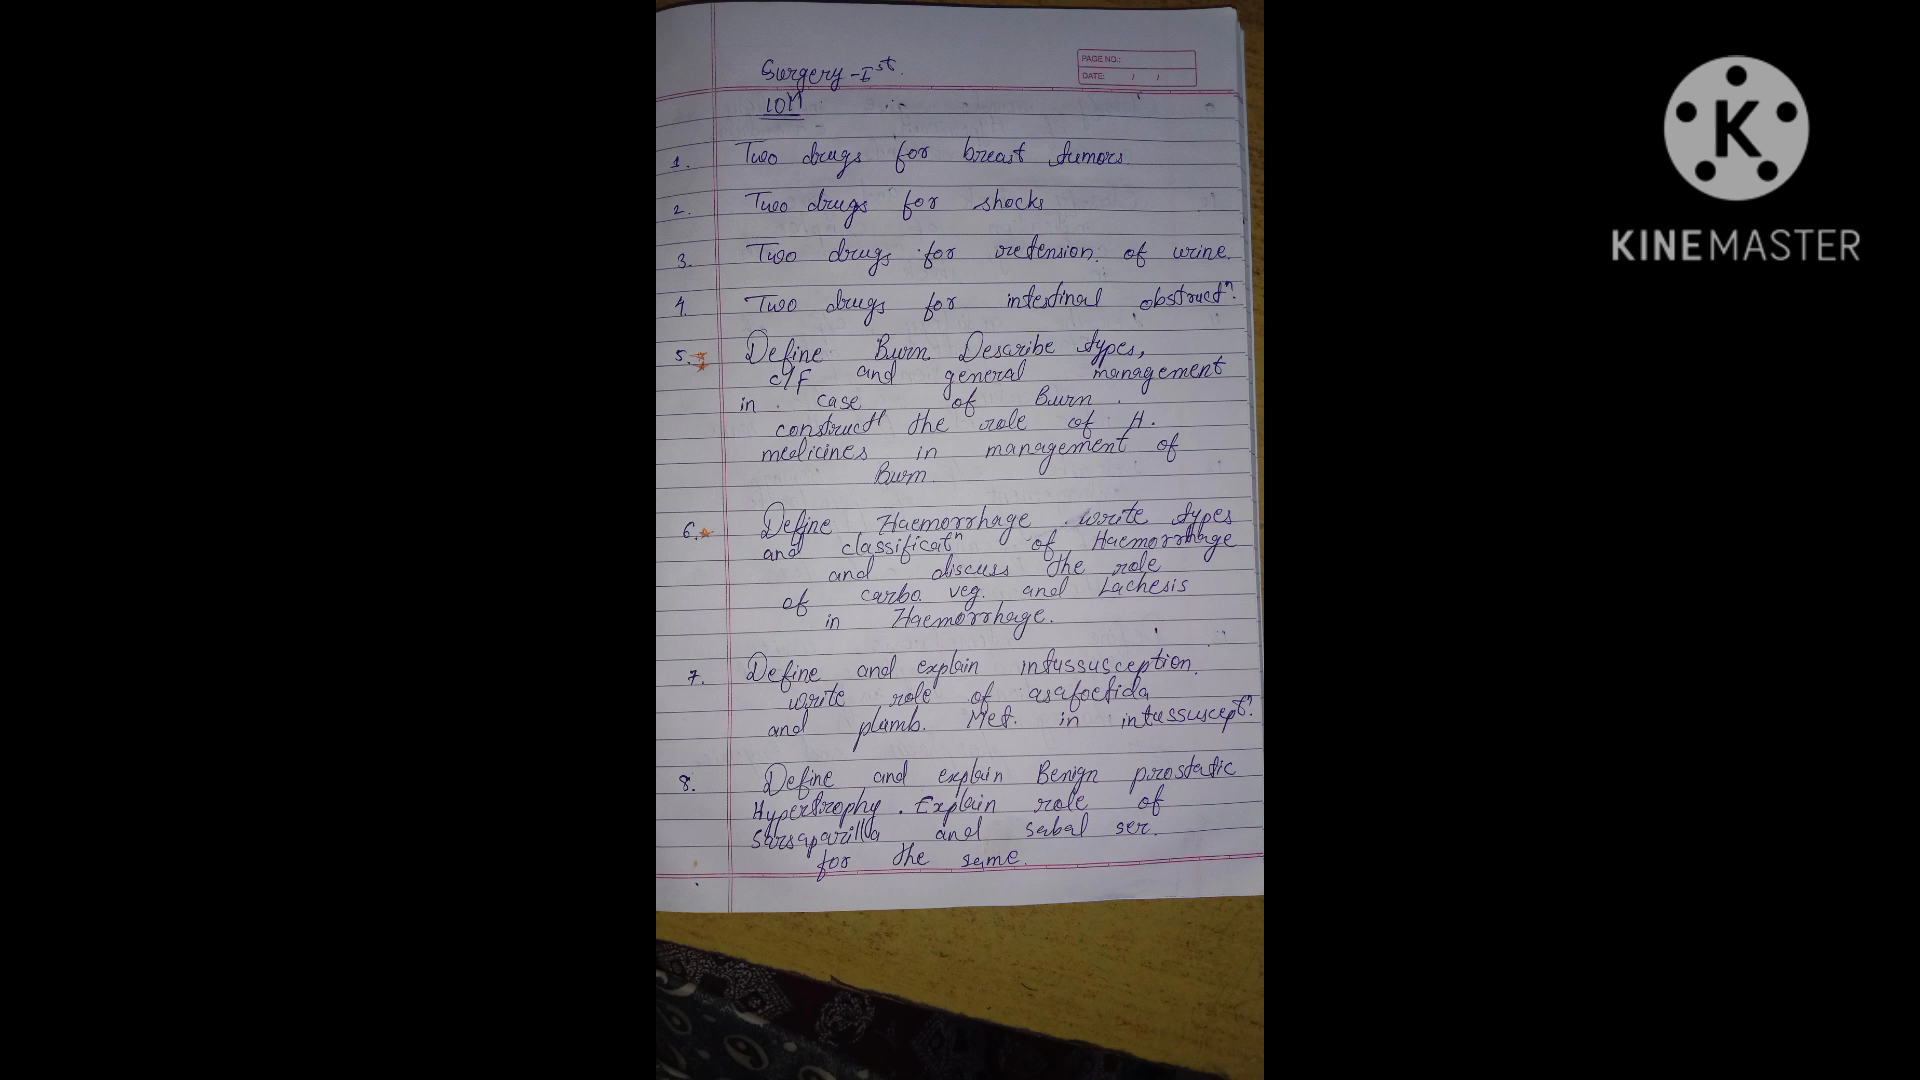 Surgery - Ist.
PAGE NO.:
DATE: / /
10M
1. Two drugs for breast tumors
2. Two drugs for shocks
3. Two drugs for retension of urine.
4. Two drugs for intestinal obstructn.
5. Define Burn. Describe types,
c/F and general management
in case of Burn.
construct the role of H.
medicines in management of
Burn
6. Define Haemorrhage. write types
and classificatn of Haemorrhage
and discuss the role
of carbo veg. and Lachesis
in Haemorrhage.
7. Define and explain intussusception.
write role of asafoetida
and plamb. Met. in intussusceptn.
8. Define and explain Benign prostatic
Hypertrophy. Explain role of
Sarsaparilla and sabal ser.
for the same.
K
KINEMASTER